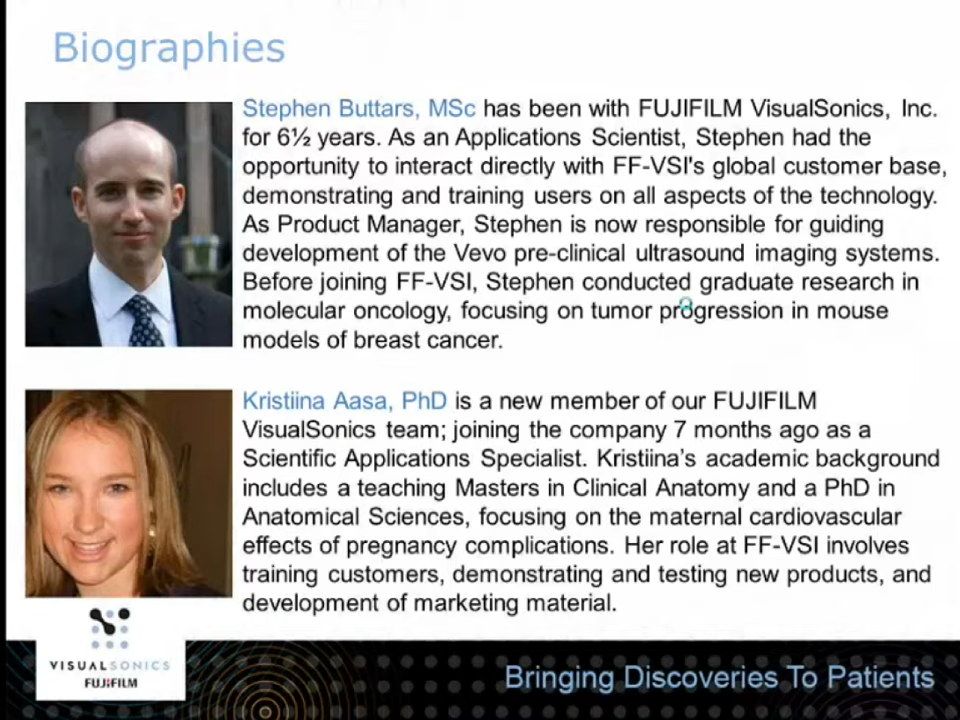 Biographies
Stephen Buttars, MSc has been with FUJIFILM VisualSonics, Inc.
for 6½ years. As an Applications Scientist, Stephen had the
opportunity to interact directly with FF-VSI's global customer base,
demonstrating and training users on all aspects of the technology.
As Product Manager, Stephen is now responsible for guiding
development of the Vevo pre-clinical ultrasound imaging systems.
Before joining FF-VSI, Stephen conducted graduate research in
molecular oncology, focusing on tumor progression in mouse
models of breast cancer.
Kristiina Aasa, PhD is a new member of our FUJIFILM
VisualSonics team; joining the company 7 months ago as a
Scientific Applications Specialist. Kristiina's academic background
includes a teaching Masters in Clinical Anatomy and a PhD in
Anatomical Sciences, focusing on the maternal cardiovascular
effects of pregnancy complications. Her role at FF-VSI involves
training customers, demonstrating and testing new products, and
development of marketing material.
VISUALSONICS
FUJIFILM
Bringing Discoveries To Patients